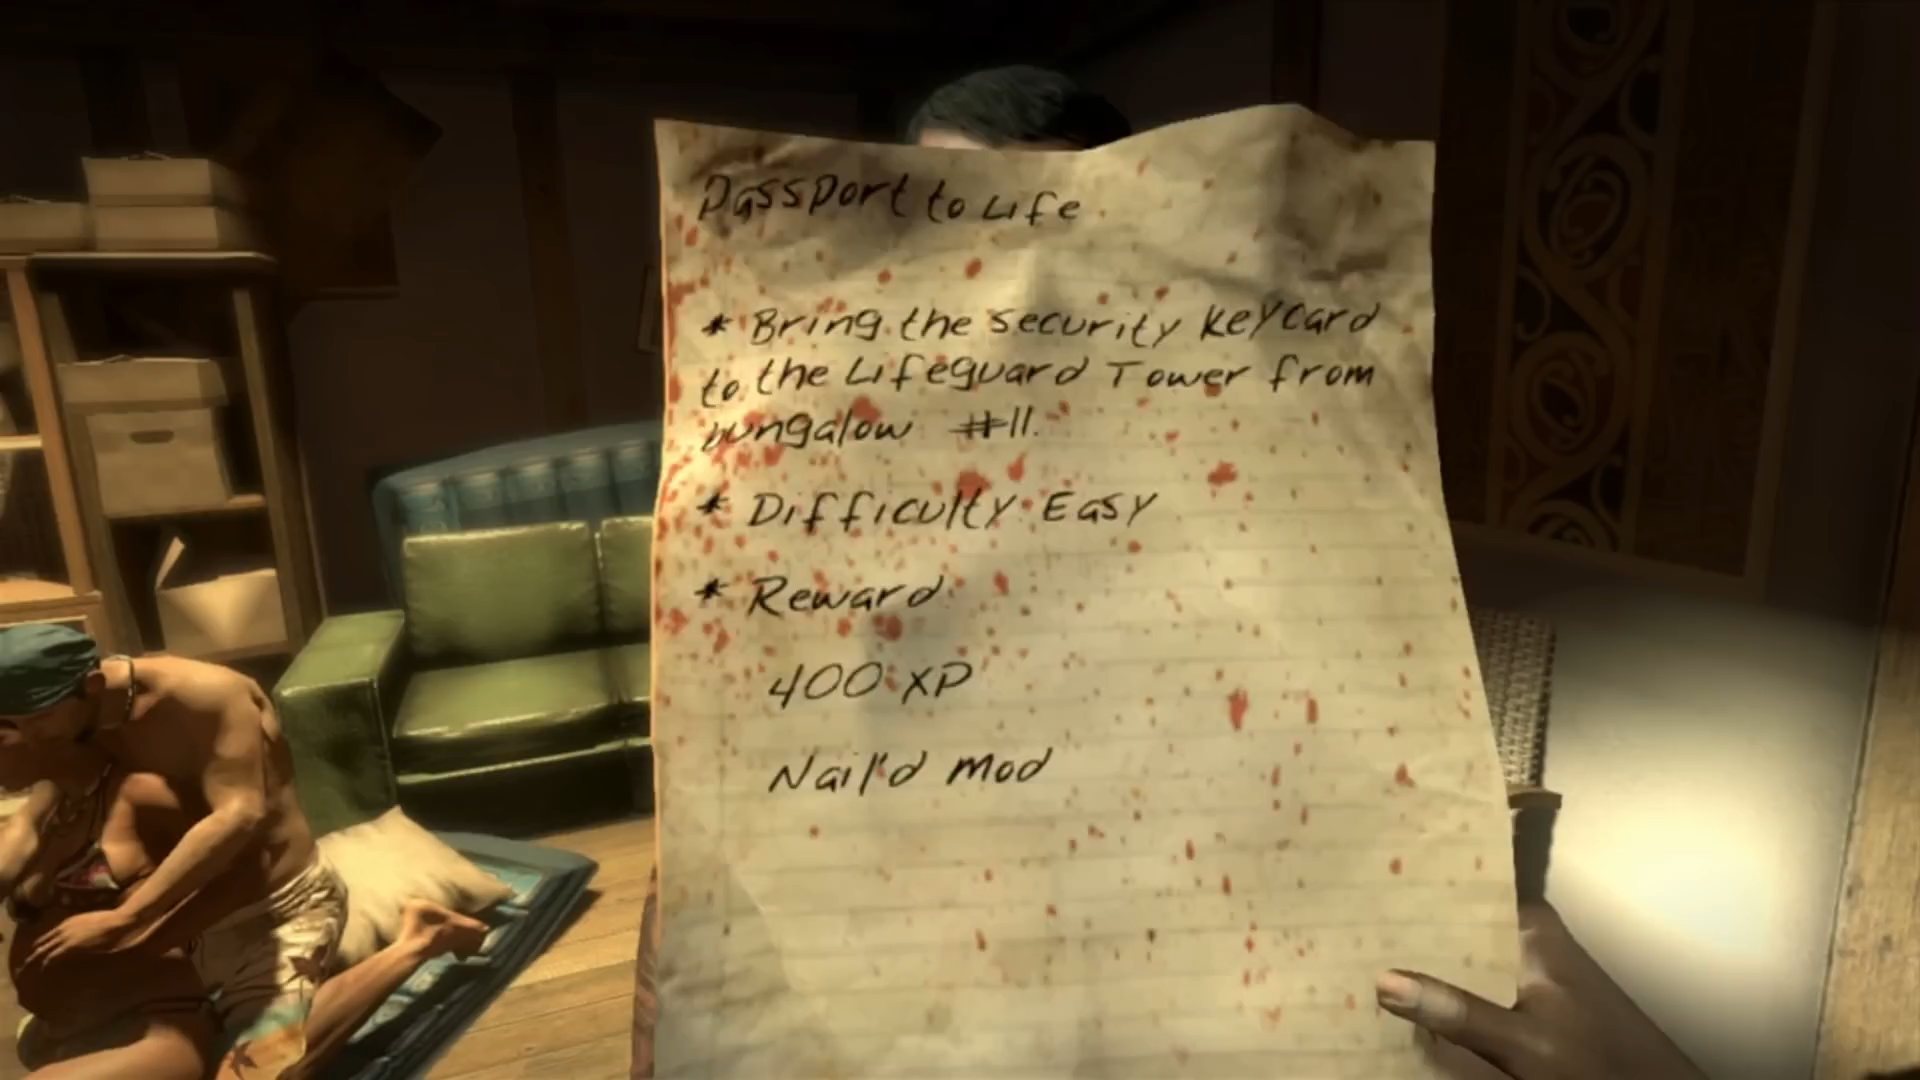 Passport to Life
* Bring the security keycard
to the Lifeguard Tower from
bungalow #11.
* Difficulty Easy
* Reward
400 XP
Nail'd mod